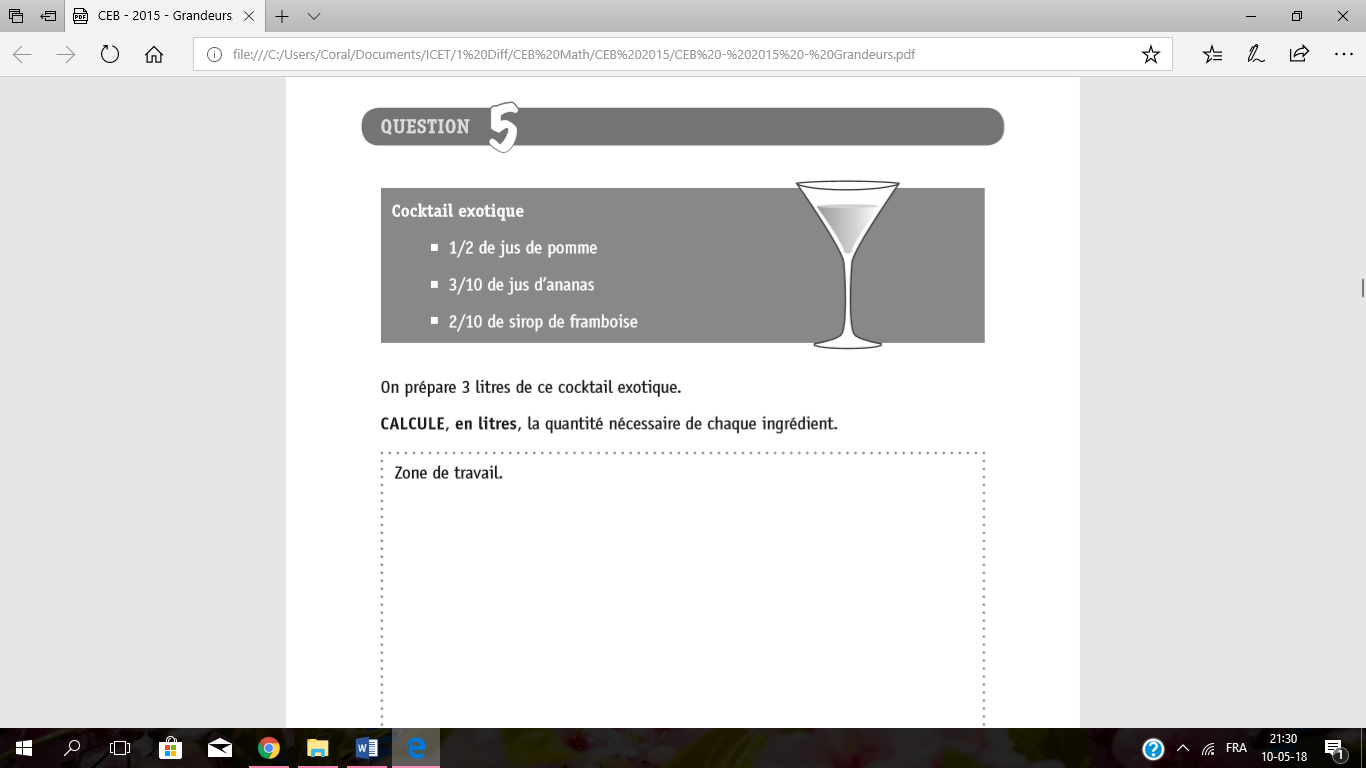 CEB - 2015 - Grandeurs
file:///C:/Users/Coral/Documents/ICET/1%20Diff/CEB%20Math/CEB%202015/CEB%20-%202015%20-%20Grandeurs.pdf
QUESTION 5
Cocktail exotique
1/2 de jus de pomme
3/10 de jus d'ananas
2/10 de sirop de framboise
On prépare 3 litres de ce cocktail exotique.
CALCULE, en litres, la quantité nécessaire de chaque ingrédient.
Zone de travail.
FRA
21:30
10-05-18
1